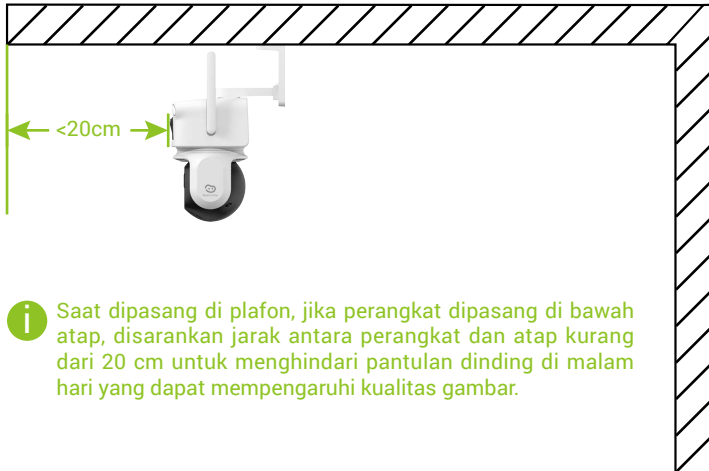 <20cm
i
Saat dipasang di plafon, jika perangkat dipasang di bawah
atap, disarankan jarak antara perangkat dan atap kurang
dari 20 cm untuk menghindari pantulan dinding di malam
hari yang dapat mempengaruhi kualitas gambar.